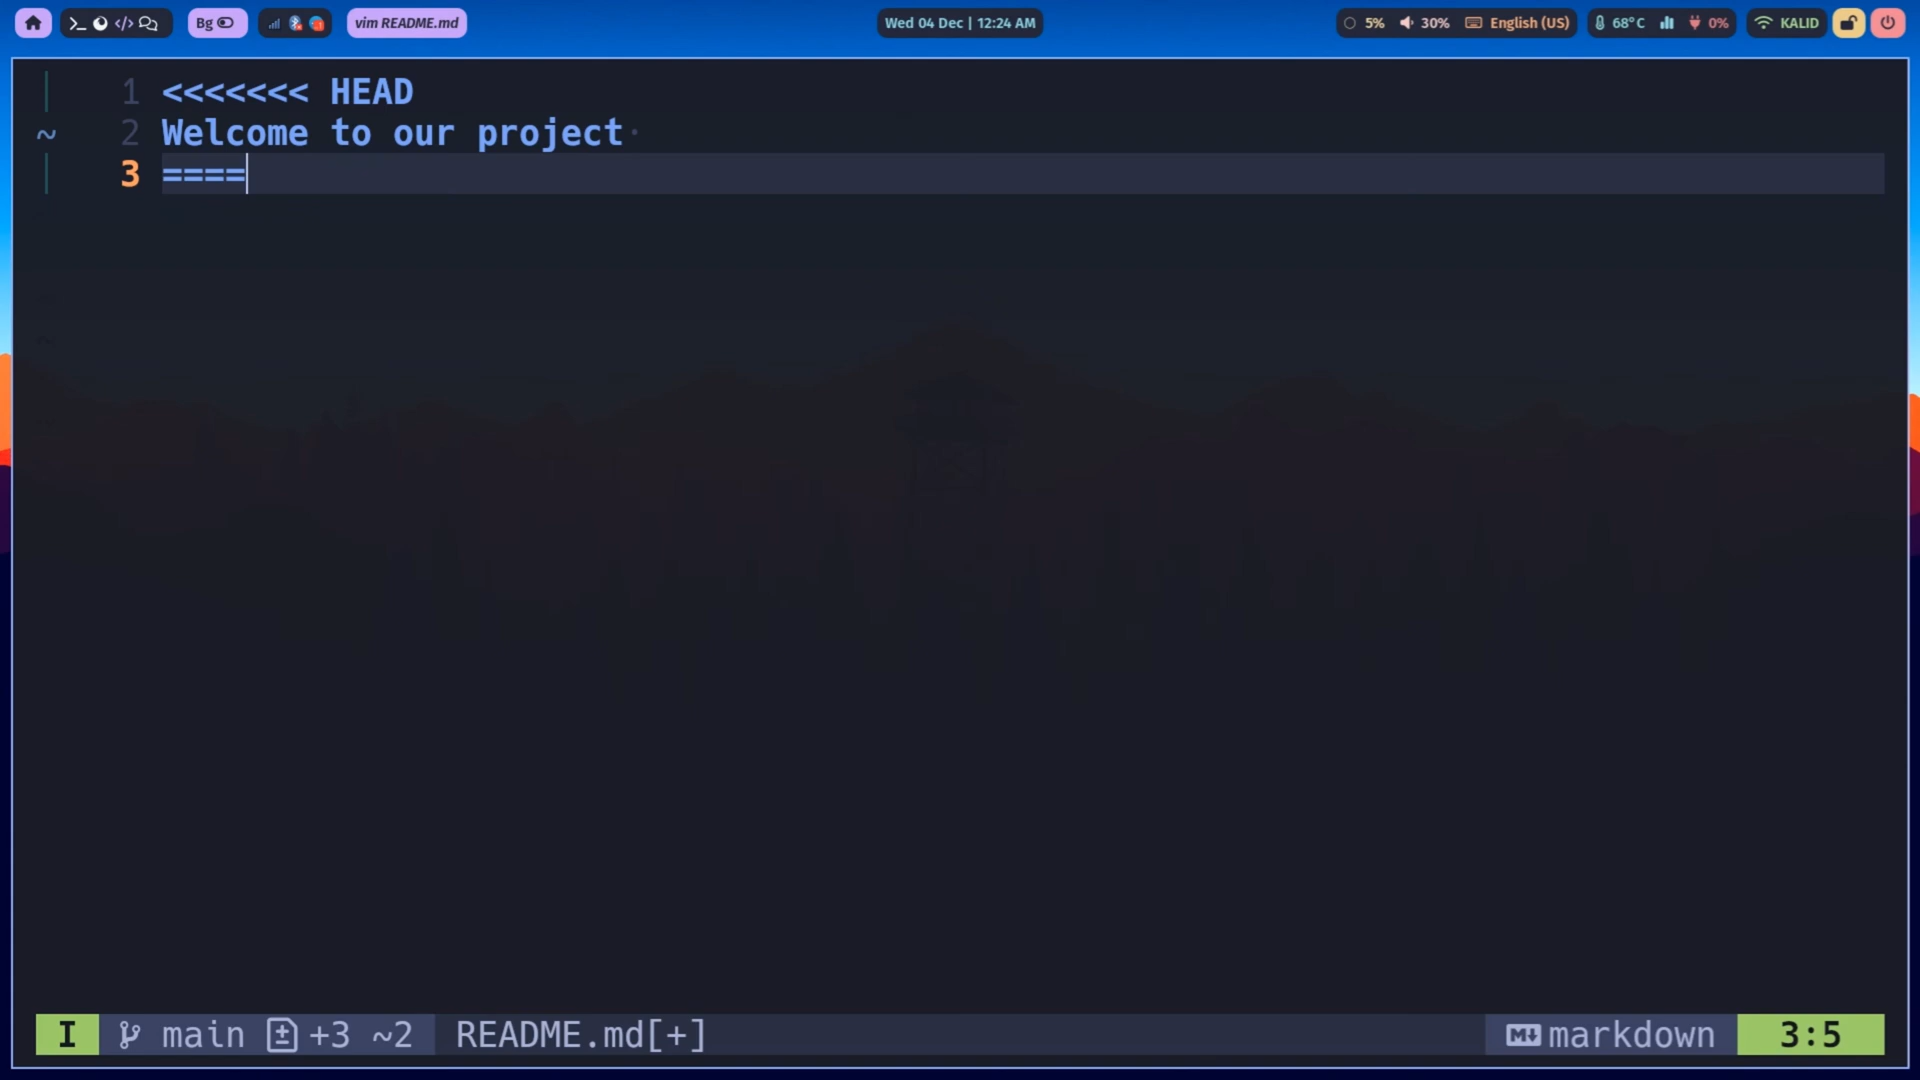 Bg
vim README.md
Wed 04 Dec | 12:24 AM
5%
30%
English (US)
68°C
0%
KALID
1 <<<<<<< HEAD
~ 2 Welcome to our project
3 ====
I main +3 ~2 README.md[+] markdown 3:5